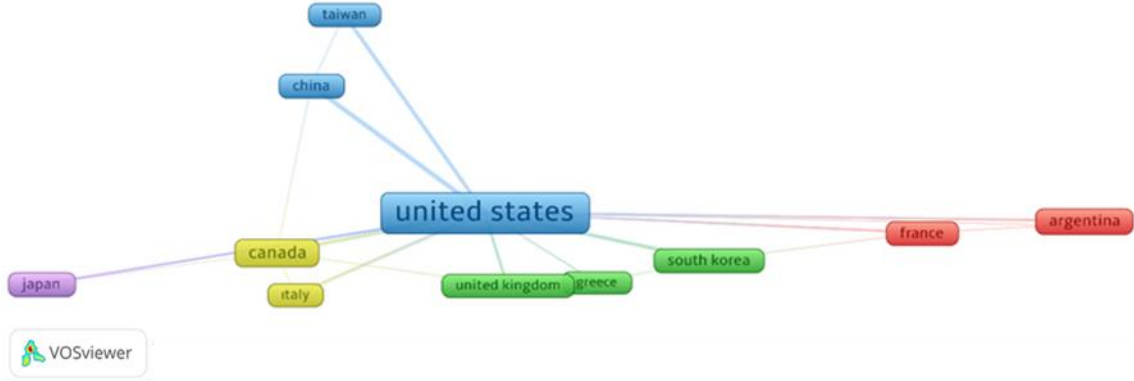 taiwan
china
united states
argentina
france
canada
south korea
japan
italy
united kingdom
greece
VOSviewer